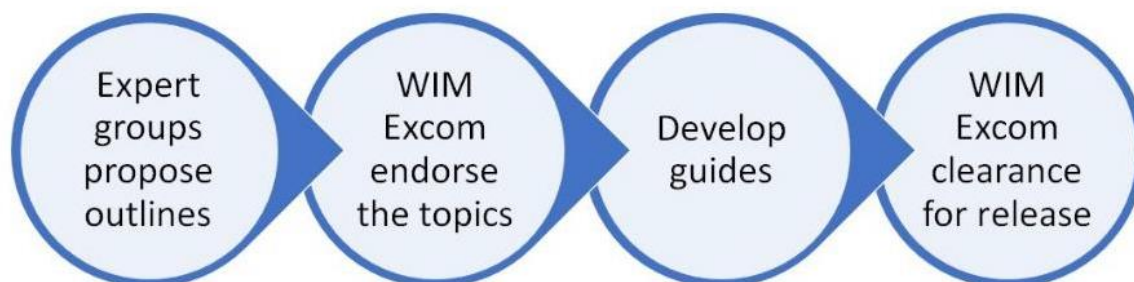 Expert
groups
propose
outlines
WIM
Excom
endorse
the topics
Develop
guides
WIM
Excom
clearance
for release